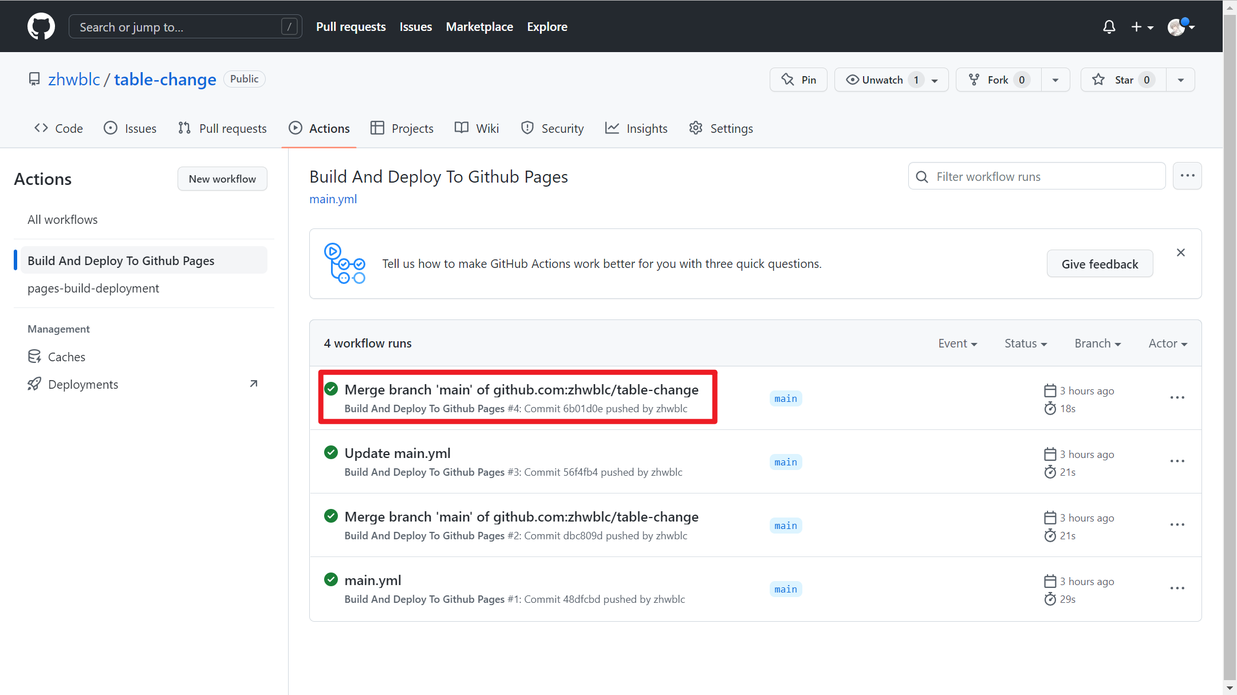 Search or jump to... /
Pull requests Issues Marketplace Explore
zhwblc / table-change Public
Pin Unwatch 1 Fork 0 Star 0
Code Issues Pull requests Actions Projects Wiki Security Insights Settings
Actions New workflow
All workflows
Build And Deploy To Github Pages
pages-build-deployment
Management
Caches
Deployments
Build And Deploy To Github Pages
main.yml
Filter workflow runs
Tell us how to make GitHub Actions work better for you with three quick questions.
Give feedback
4 workflow runs Event Status Branch Actor
Merge branch 'main' of github.com:zhwblc/table-change
Build And Deploy To Github Pages #4: Commit 6b01d0e pushed by zhwblc
main
3 hours ago
18s
Update main.yml
Build And Deploy To Github Pages #3: Commit 56f4fb4 pushed by zhwblc
main
3 hours ago
21s
Merge branch 'main' of github.com:zhwblc/table-change
Build And Deploy To Github Pages #2: Commit dbc809d pushed by zhwblc
main
3 hours ago
21s
main.yml
Build And Deploy To Github Pages #1: Commit 48dfcbd pushed by zhwblc
main
3 hours ago
29s